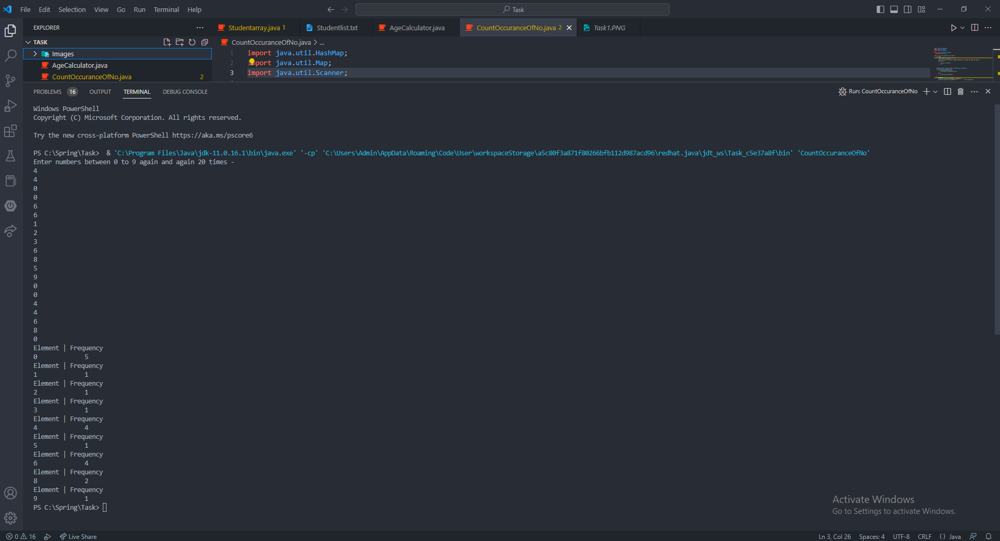 File Edit Selection View Go Run Terminal Help
Task
EXPLORER
Studentarray.java 1
Studentlist.txt
AgeCalculator.java
CountOccuranceOfNo.java 2
Task1.PNG
TASK
CountOccuranceOfNo.java > ...
Images
1 import java.util.HashMap;
AgeCalculator.java
2 import java.util.Map;
CountOccuranceOfNo.java 2
3 import java.util.Scanner;
PROBLEMS 16 OUTPUT TERMINAL DEBUG CONSOLE
Run: CountOccuranceOfNo
Windows PowerShell
Copyright (C) Microsoft Corporation. All rights reserved.
Try the new cross-platform PowerShell https://aka.ms/pscore6
PS C:\Spring\Task>  & 'C:\Program Files\Java\jdk-11.0.16.1\bin\java.exe' '-cp' 'C:\Users\Admin\AppData\Roaming\Code\User\workspaceStorage\a5c80f3a871f80266bfb112d987acd96\redhat.java\jdt_ws\Task_c5e37a8f\bin' 'CountOccuranceOfNo'
Enter numbers between 0 to 9 again and again 20 times -
4
4
0
0
6
6
1
2
3
6
8
5
9
0
0
4
4
6
8
0
Element | Frequency
0 5
Element | Frequency
1 1
Element | Frequency
2 1
Element | Frequency
3 1
Element | Frequency
4 4
Element | Frequency
5 1
Element | Frequency
6 4
Element | Frequency
8 2
Element | Frequency
9 1
PS C:\Spring\Task>
Activate Windows
Go to Settings to activate Windows.
0 16 Live Share
Ln 3, Col 26 Spaces: 4 UTF-8 CRLF {} Java